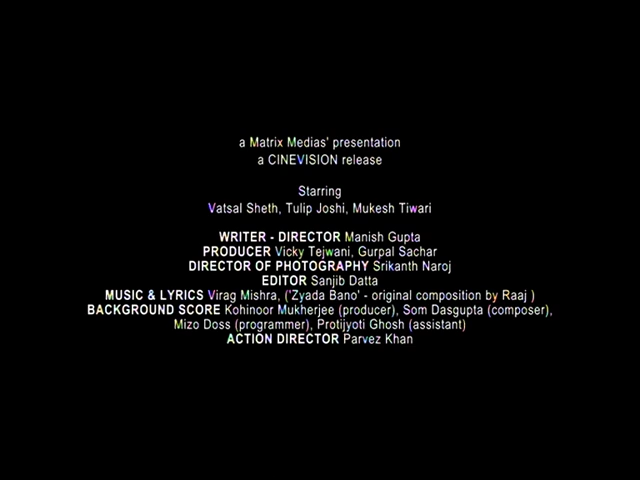 a Matrix Medias' presentation
a CINEVISION release
Starring
Vatsal Sheth, Tulip Joshi, Mukesh Tiwari
WRITER - DIRECTOR Manish Gupta
PRODUCER Vicky Tejwani, Gurpal Sachar
DIRECTOR OF PHOTOGRAPHY Srikanth Naroj
EDITOR Sanjib Datta
MUSIC & LYRICS Virag Mishra, ('Zyada Bano' - original composition by Raaj )
BACKGROUND SCORE Kohinoor Mukherjee (producer), Som Dasgupta (composer),
Mizo Doss (programmer), Protijyoti Ghosh (assistant)
ACTION DIRECTOR Parvez Khan